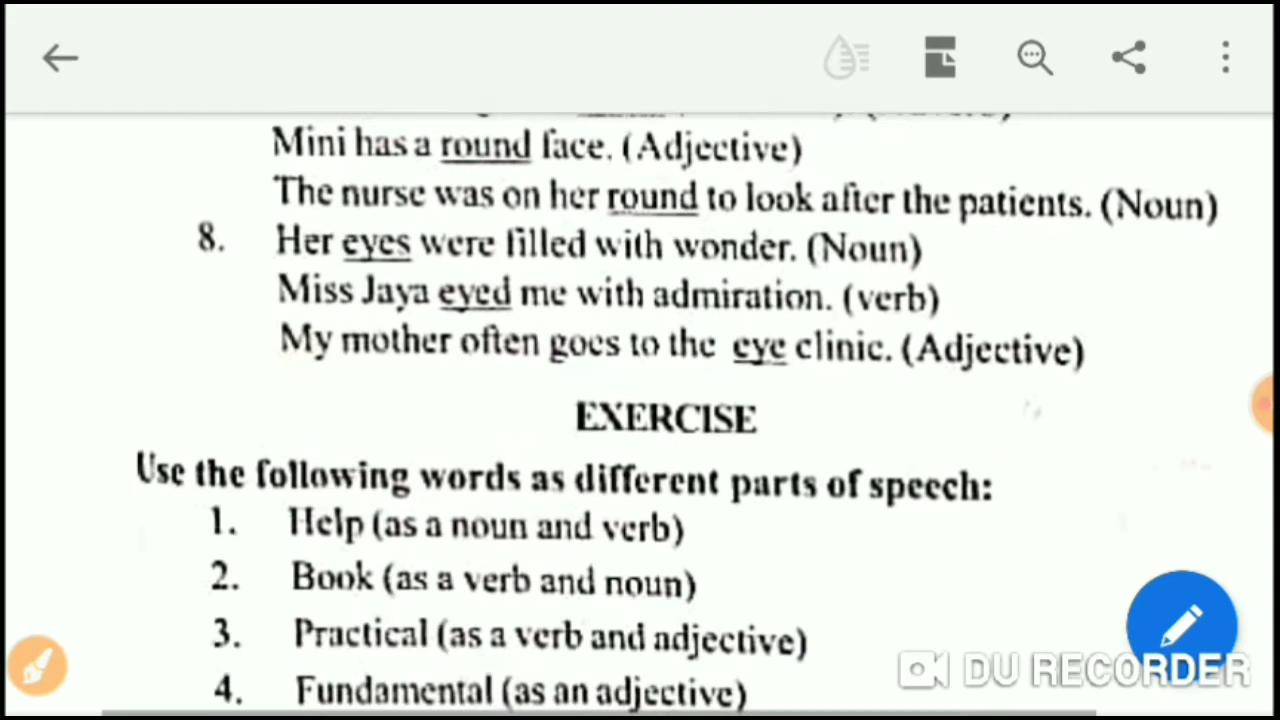 Mini has a round face. (Adjective)
The nurse was on her round to look after the patients. (Noun)
8. Her eyes were filled with wonder. (Noun)
Miss Jaya eyed me with admiration. (verb)
My mother often goes to the eye clinic. (Adjective)
EXERCISE
Use the following words as different parts of speech:
1. Help (as a noun and verb)
2. Book (as a verb and noun)
3. Practical (as a verb and adjective)
4. Fundamental (as an adjective)
DU RECORDER